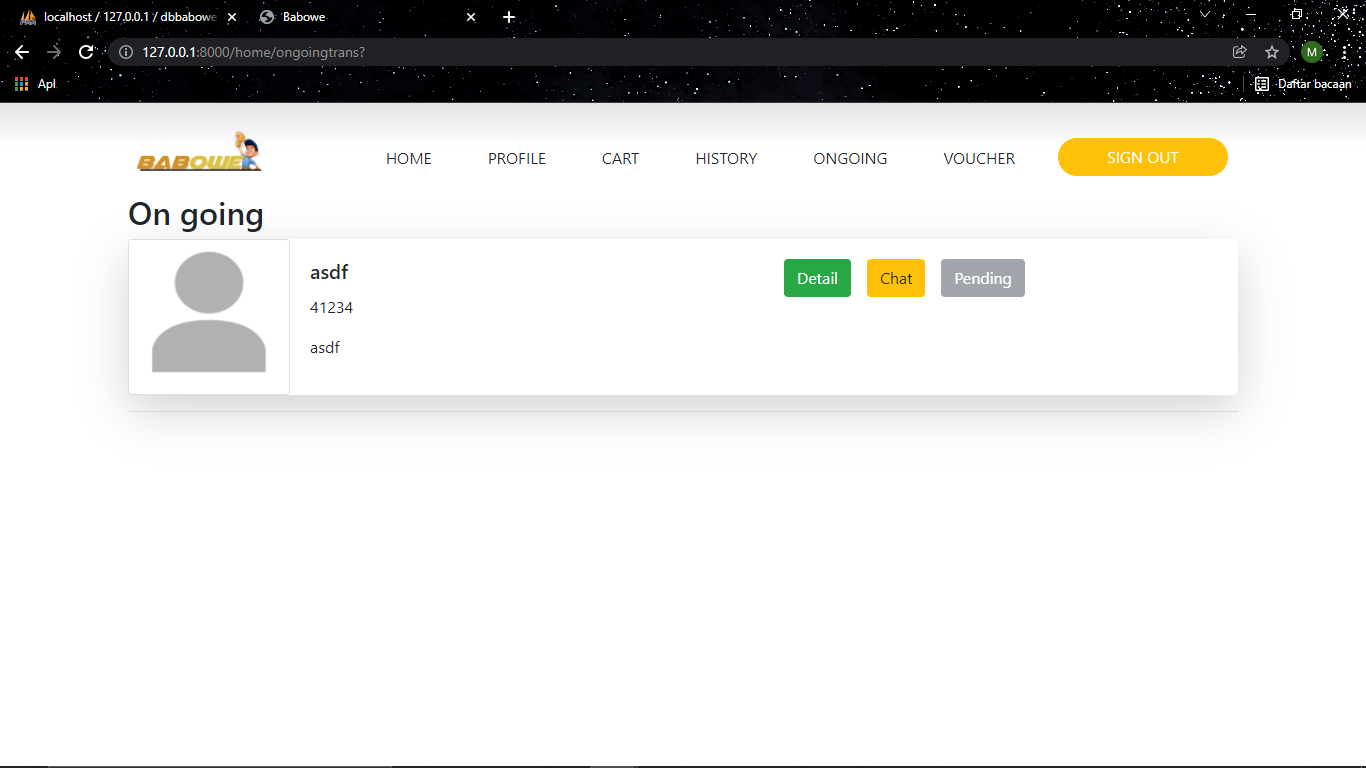 localhost / 127.0.0.1 / dbbabowe
Babowe
127.0.0.1:8000/home/ongoingtrans?
M
Apl
Daftar bacaan
BABOWE
HOME
PROFILE
CART
HISTORY
ONGOING
VOUCHER
SIGN OUT
On going
asdf
Detail
Chat
Pending
41234
asdf